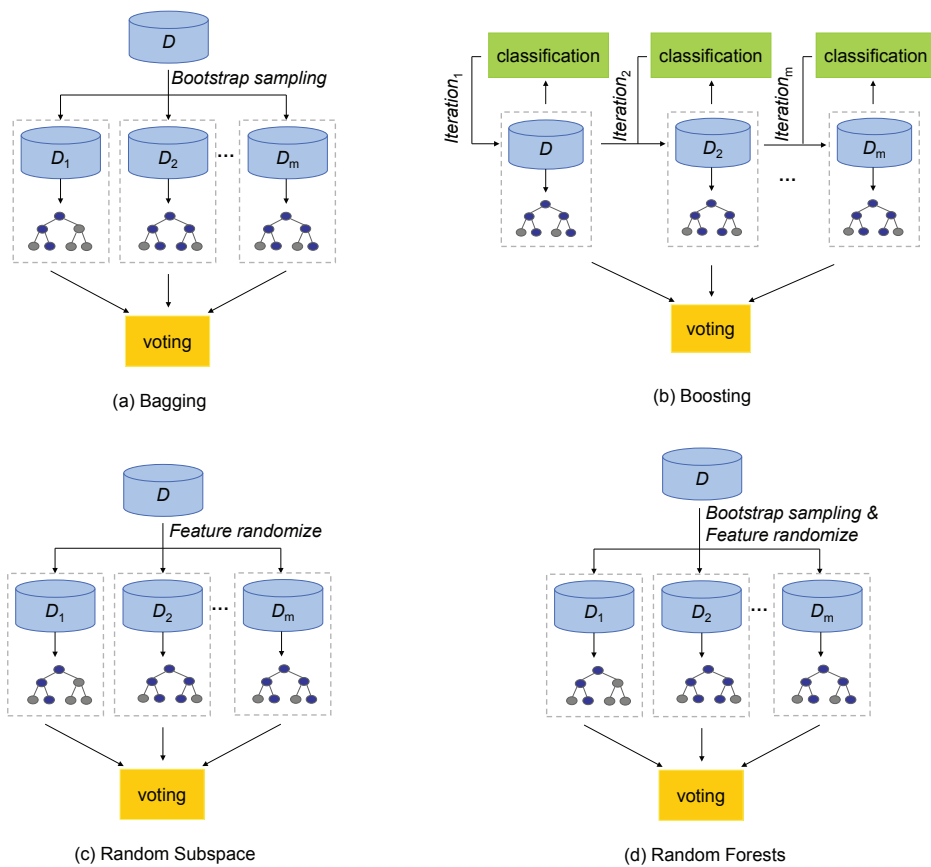 D
Bootstrap sampling
D1
D2
...
Dm
voting
(a) Bagging
classification
classification
classification
Iteration1
Iteration2
Iterationm
D
D2
...
Dm
voting
(b) Boosting
D
Feature randomize
D1
D2
...
Dm
voting
(c) Random Subspace
D
Bootstrap sampling &
Feature randomize
D1
D2
...
Dm
voting
(d) Random Forests